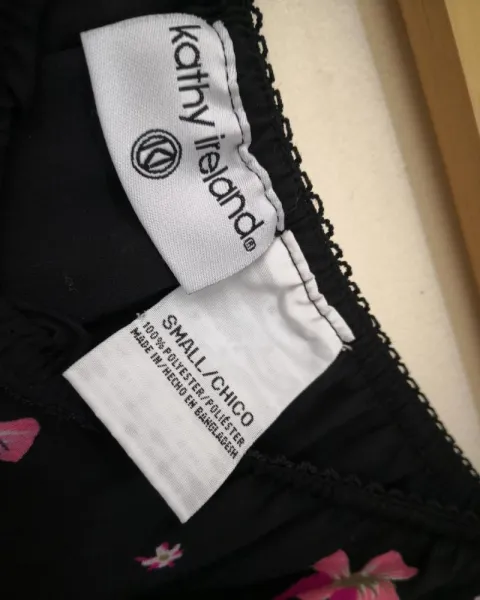 kathy ireland®
SMALL/CHICO
100% POLYESTER/POLIÉSTER
MADE IN/HECHO EN BANGLADESH